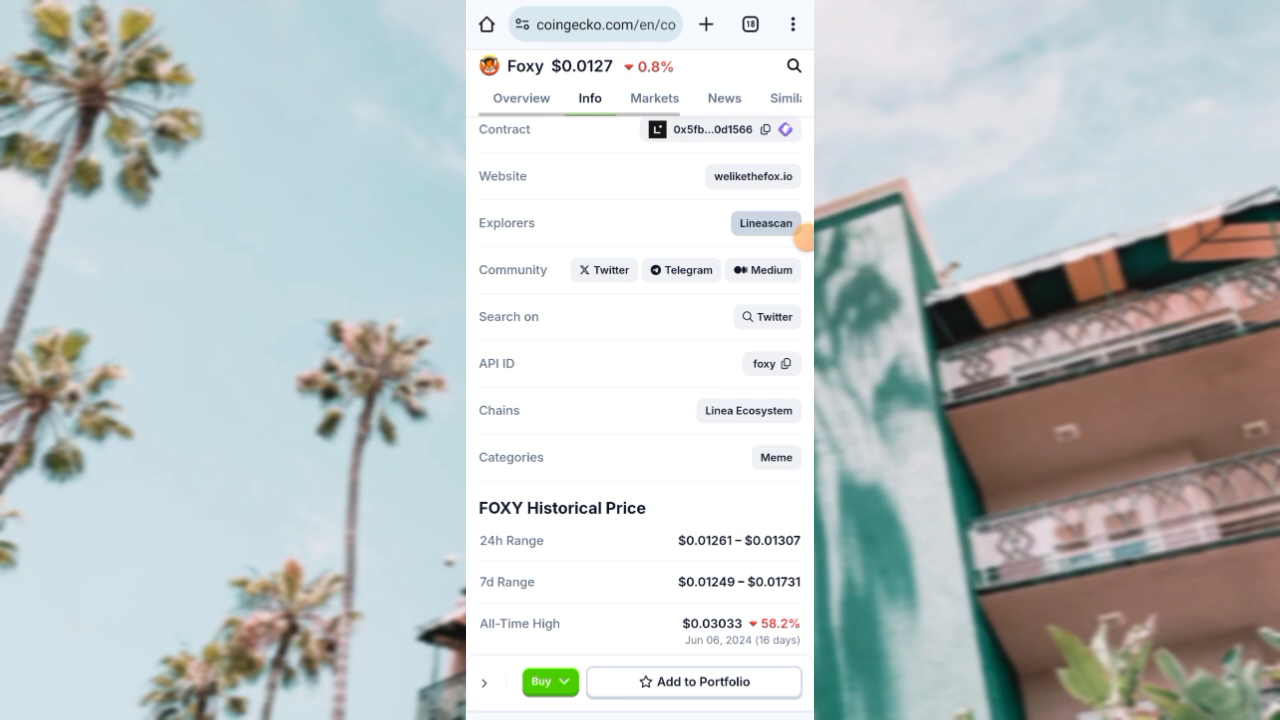 coingecko.com/en/co
18
Foxy $0.0127 0.8%
Overview Info Markets News Simila
Contract 0x5fb...0d1566
Website welikethefox.io
Explorers Lineascan
Community Twitter Telegram Medium
Search on Twitter
API ID foxy
Chains Linea Ecosystem
Categories Meme
FOXY Historical Price
24h Range $0.01261 – $0.01307
7d Range $0.01249 – $0.01731
All-Time High $0.03033 58.2%
Jun 06, 2024 (16 days)
Buy Add to Portfolio